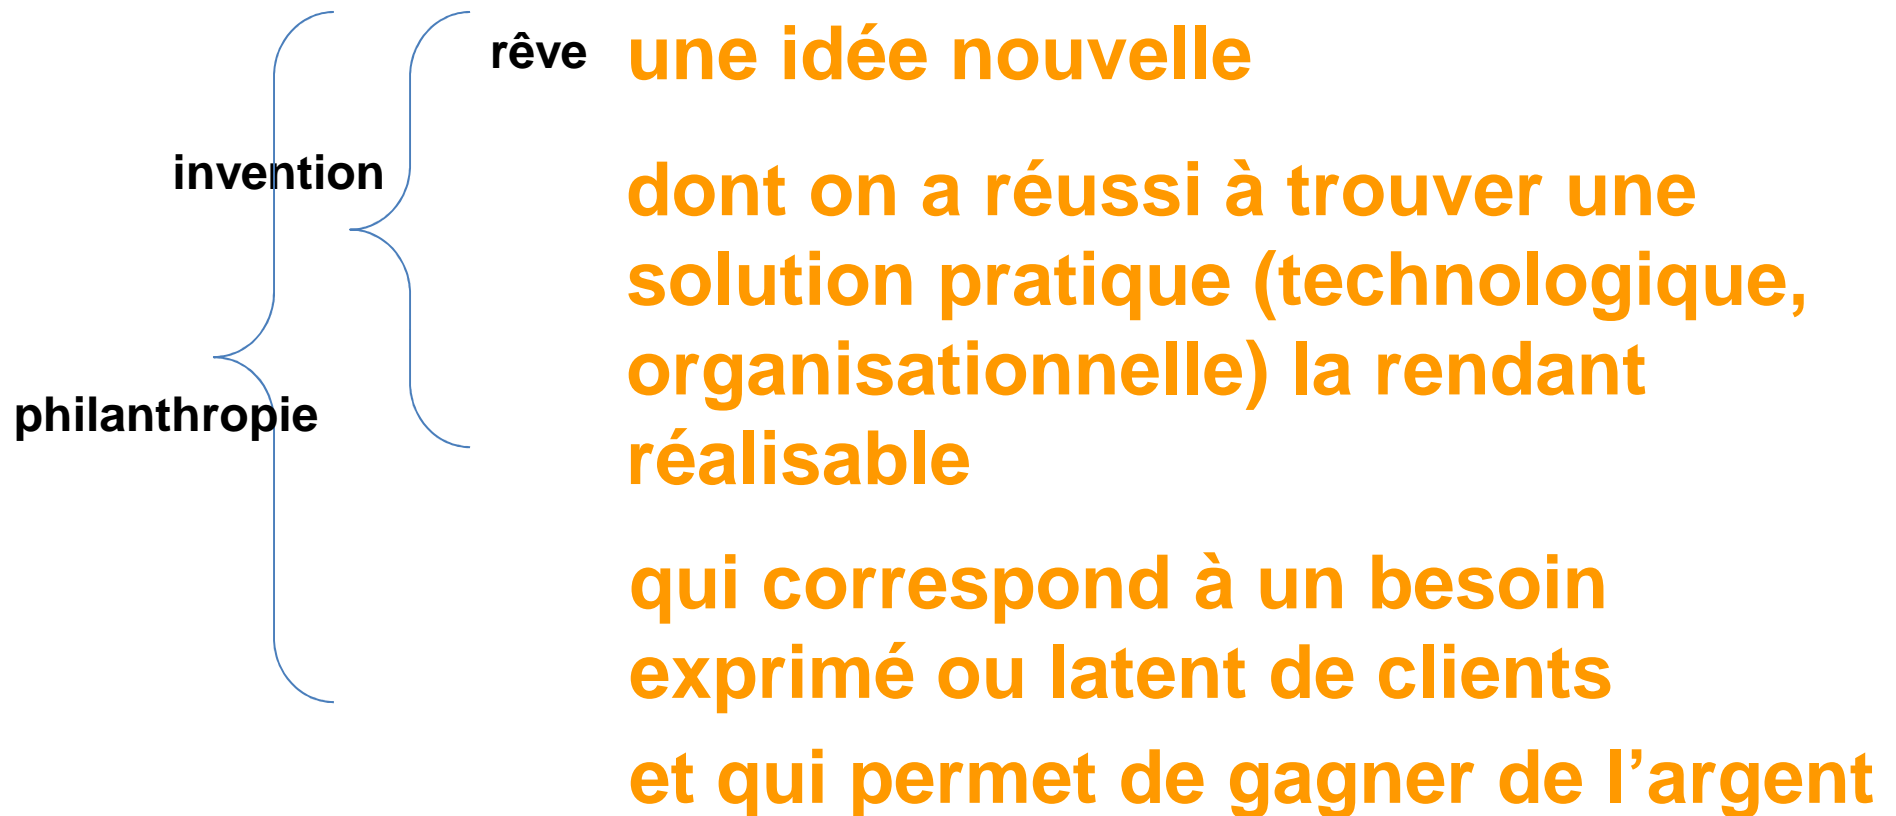 rêve une idée nouvelle
invention
dont on a réussi à trouver une
solution pratique (technologique,
organisationnelle) la rendant
réalisable
philanthropie
qui correspond à un besoin
exprimé ou latent de clients
et qui permet de gagner de l’argent